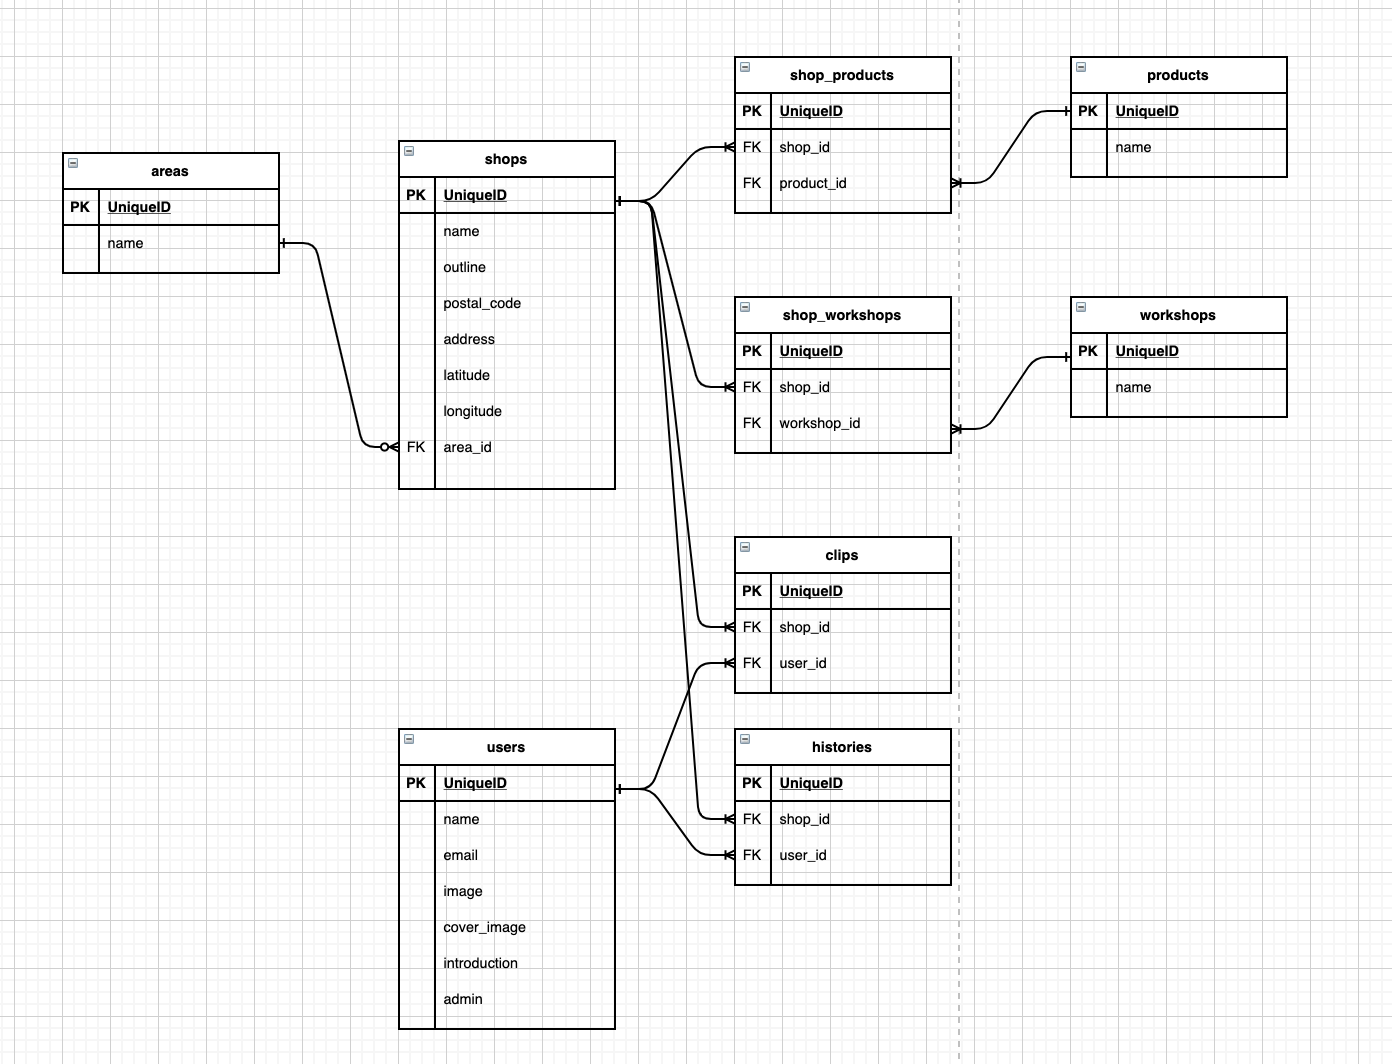 areas
PK UniqueID
name
shops
PK UniqueID
name
outline
postal_code
address
latitude
longitude
FK area_id
shop_products
PK UniqueID
FK shop_id
FK product_id
products
PK UniqueID
name
shop_workshops
PK UniqueID
FK shop_id
FK workshop_id
workshops
PK UniqueID
name
clips
PK UniqueID
FK shop_id
FK user_id
users
PK UniqueID
name
email
image
cover_image
introduction
admin
histories
PK UniqueID
FK shop_id
FK user_id